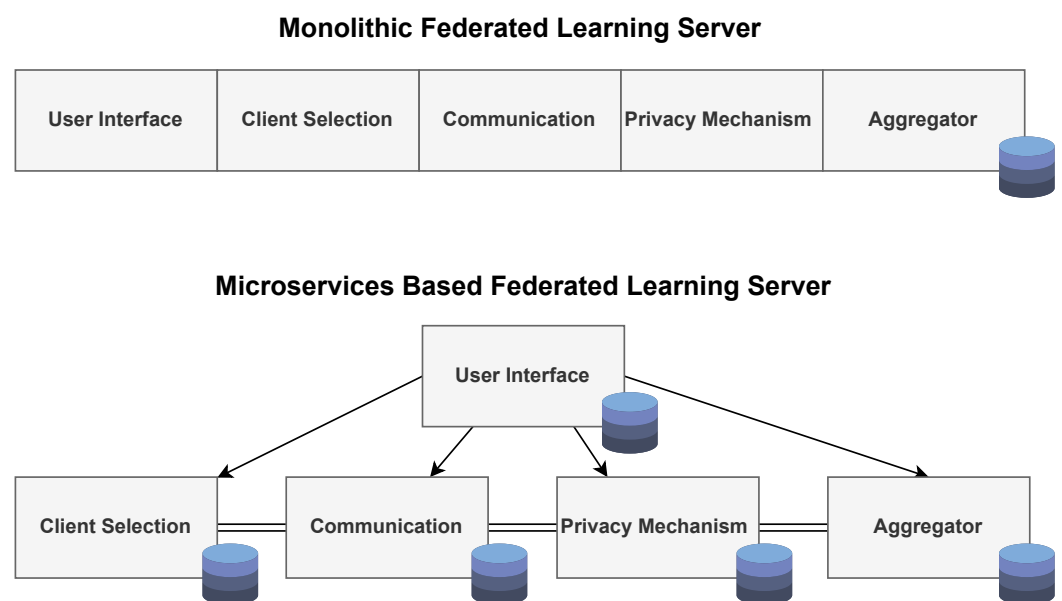 Monolithic Federated Learning Server
User Interface
Client Selection
Communication
Privacy Mechanism
Aggregator
Microservices Based Federated Learning Server
User Interface
Client Selection
Communication
Privacy Mechanism
Aggregator